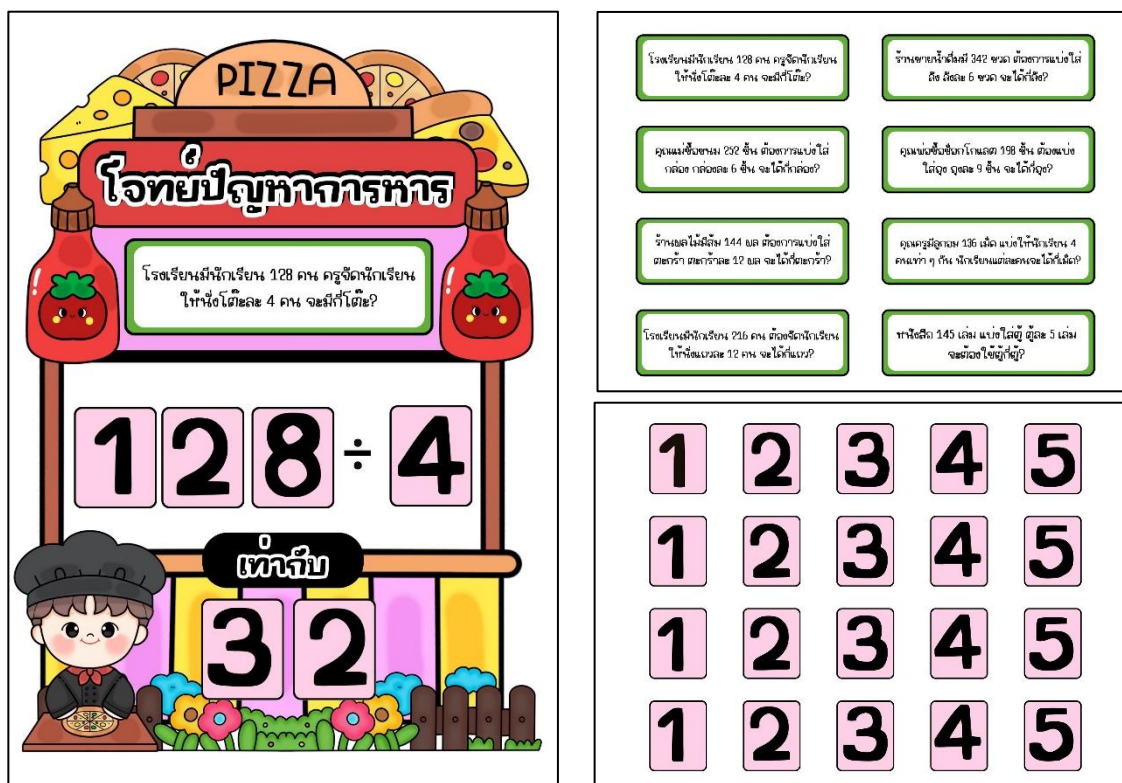 PIZZA
โจทย์ปัญหาการหาร
โรงเรียนมีนักเรียน 128 คน ครูจัดนักเรียน
ให้นั่งโต๊ะละ 4 คน จะมีกี่โต๊ะ?
128 ÷ 4
เท่ากับ
32
โรงเรียนมีนักเรียน 128 คน ครูจัดนักเรียน
ให้นั่งโต๊ะละ 4 คน จะมีกี่โต๊ะ?
ร้านขายน้ำดื่มมี 342 ขวด ต้องการแบ่งใส่
ถัง ถังละ 6 ขวด จะได้กี่ถัง?
คุณแม่ซื้อขนม 252 ชิ้น ต้องการแบ่งใส่
กล่อง กล่องละ 6 ชิ้น จะได้กี่กล่อง?
คุณพ่อซื้อช็อกโกแลต 198 ชิ้น ต้องแบ่ง
ใส่ถุง ถุงละ 9 ชิ้น จะได้กี่ถุง?
ร้านผลไม้มีส้ม 144 ผล ต้องการแบ่งใส่
ตะกร้า ตะกร้าละ 12 ผล จะได้กี่ตะกร้า?
คุณครูมีลูกอม 136 เม็ด แบ่งให้นักเรียน 4
คนเท่า ๆ กัน นักเรียนแต่ละคนจะได้กี่เม็ด?
โรงเรียนมีนักเรียน 216 คน ต้องจัดนักเรียน
ให้นั่งแถวละ 12 คน จะได้กี่แถว?
หนังสือ 145 เล่ม แบ่งใส่ตู้ ตู้ละ 5 เล่ม
จะต้องใช้ตู้กี่ตู้?
1 2 3 4 5
1 2 3 4 5
1 2 3 4 5
1 2 3 4 5